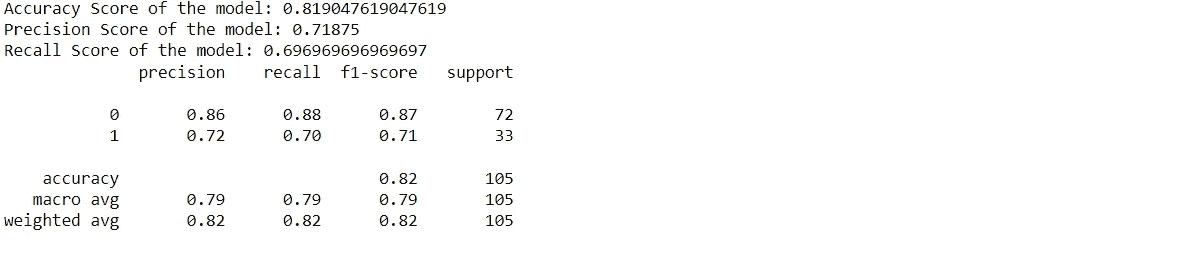 Accuracy Score of the model: 0.819047619047619
Precision Score of the model: 0.71875
Recall Score of the model: 0.696969696969697
precision recall f1-score support
0 0.86 0.88 0.87 72
1 0.72 0.70 0.71 33
accuracy 0.82 105
macro avg 0.79 0.79 0.79 105
weighted avg 0.82 0.82 0.82 105